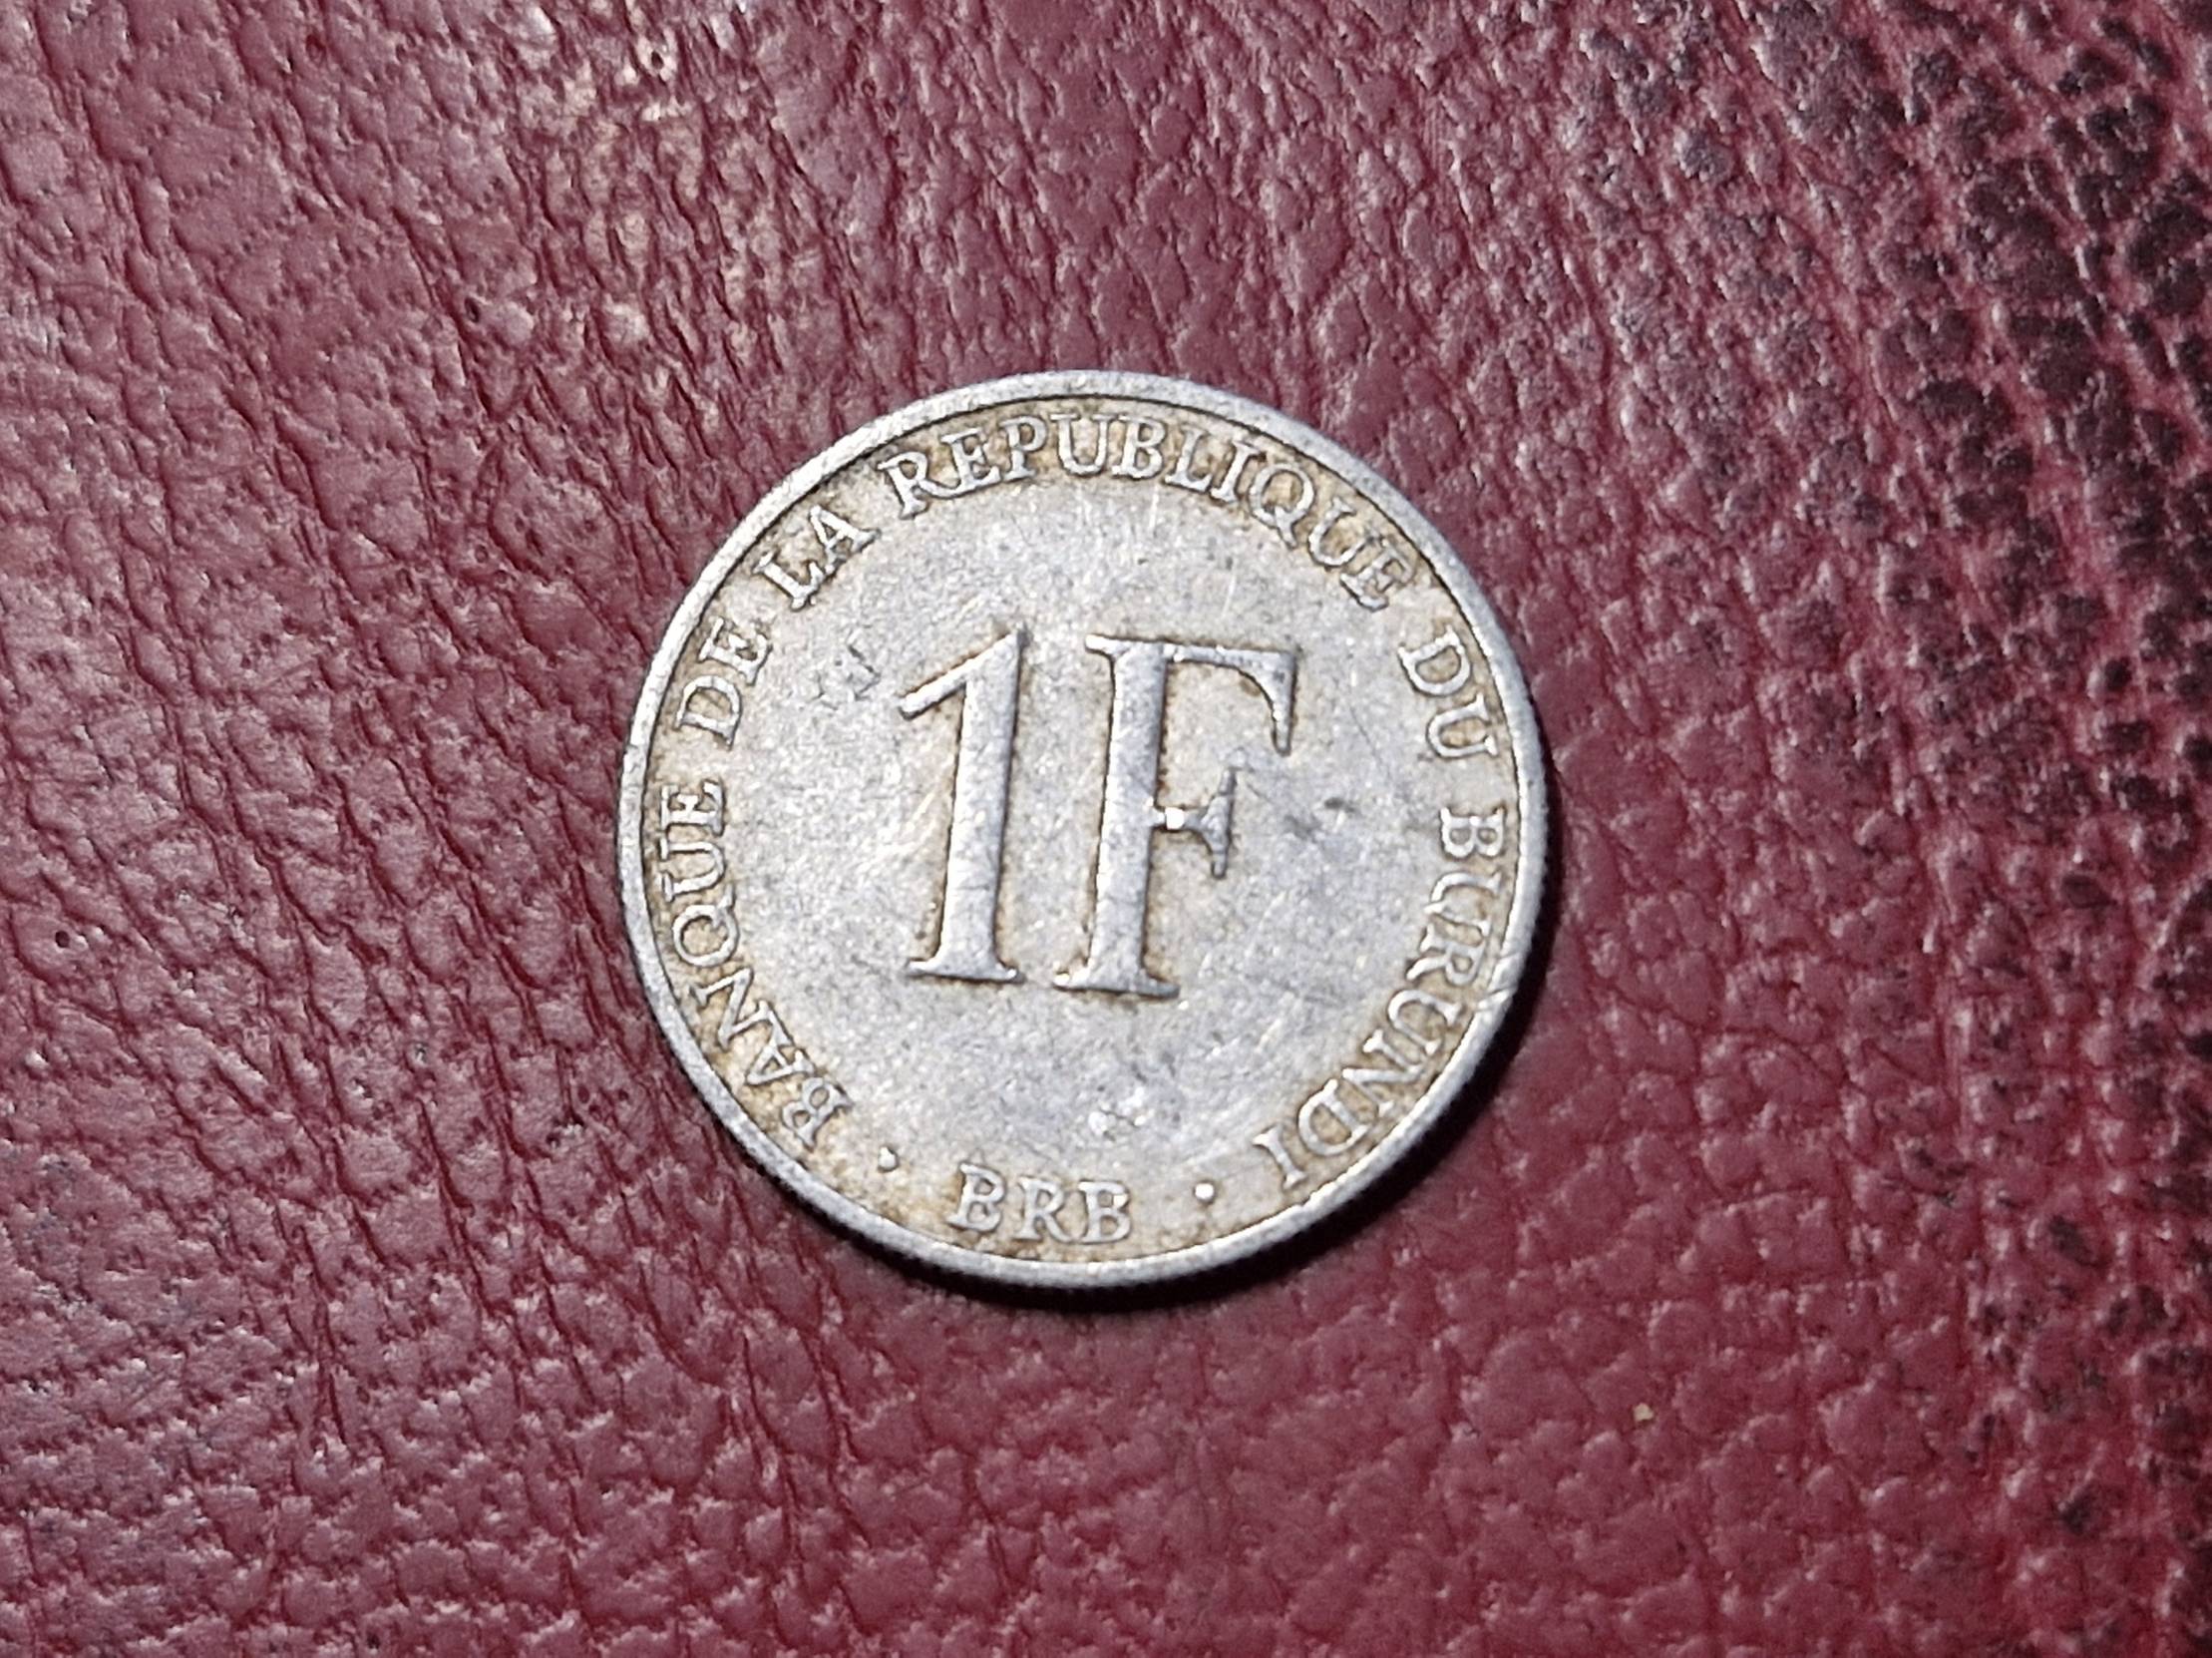 BANQUE DE LA REPUBLIQUE DU BURUNDI
1F
· BRB ·